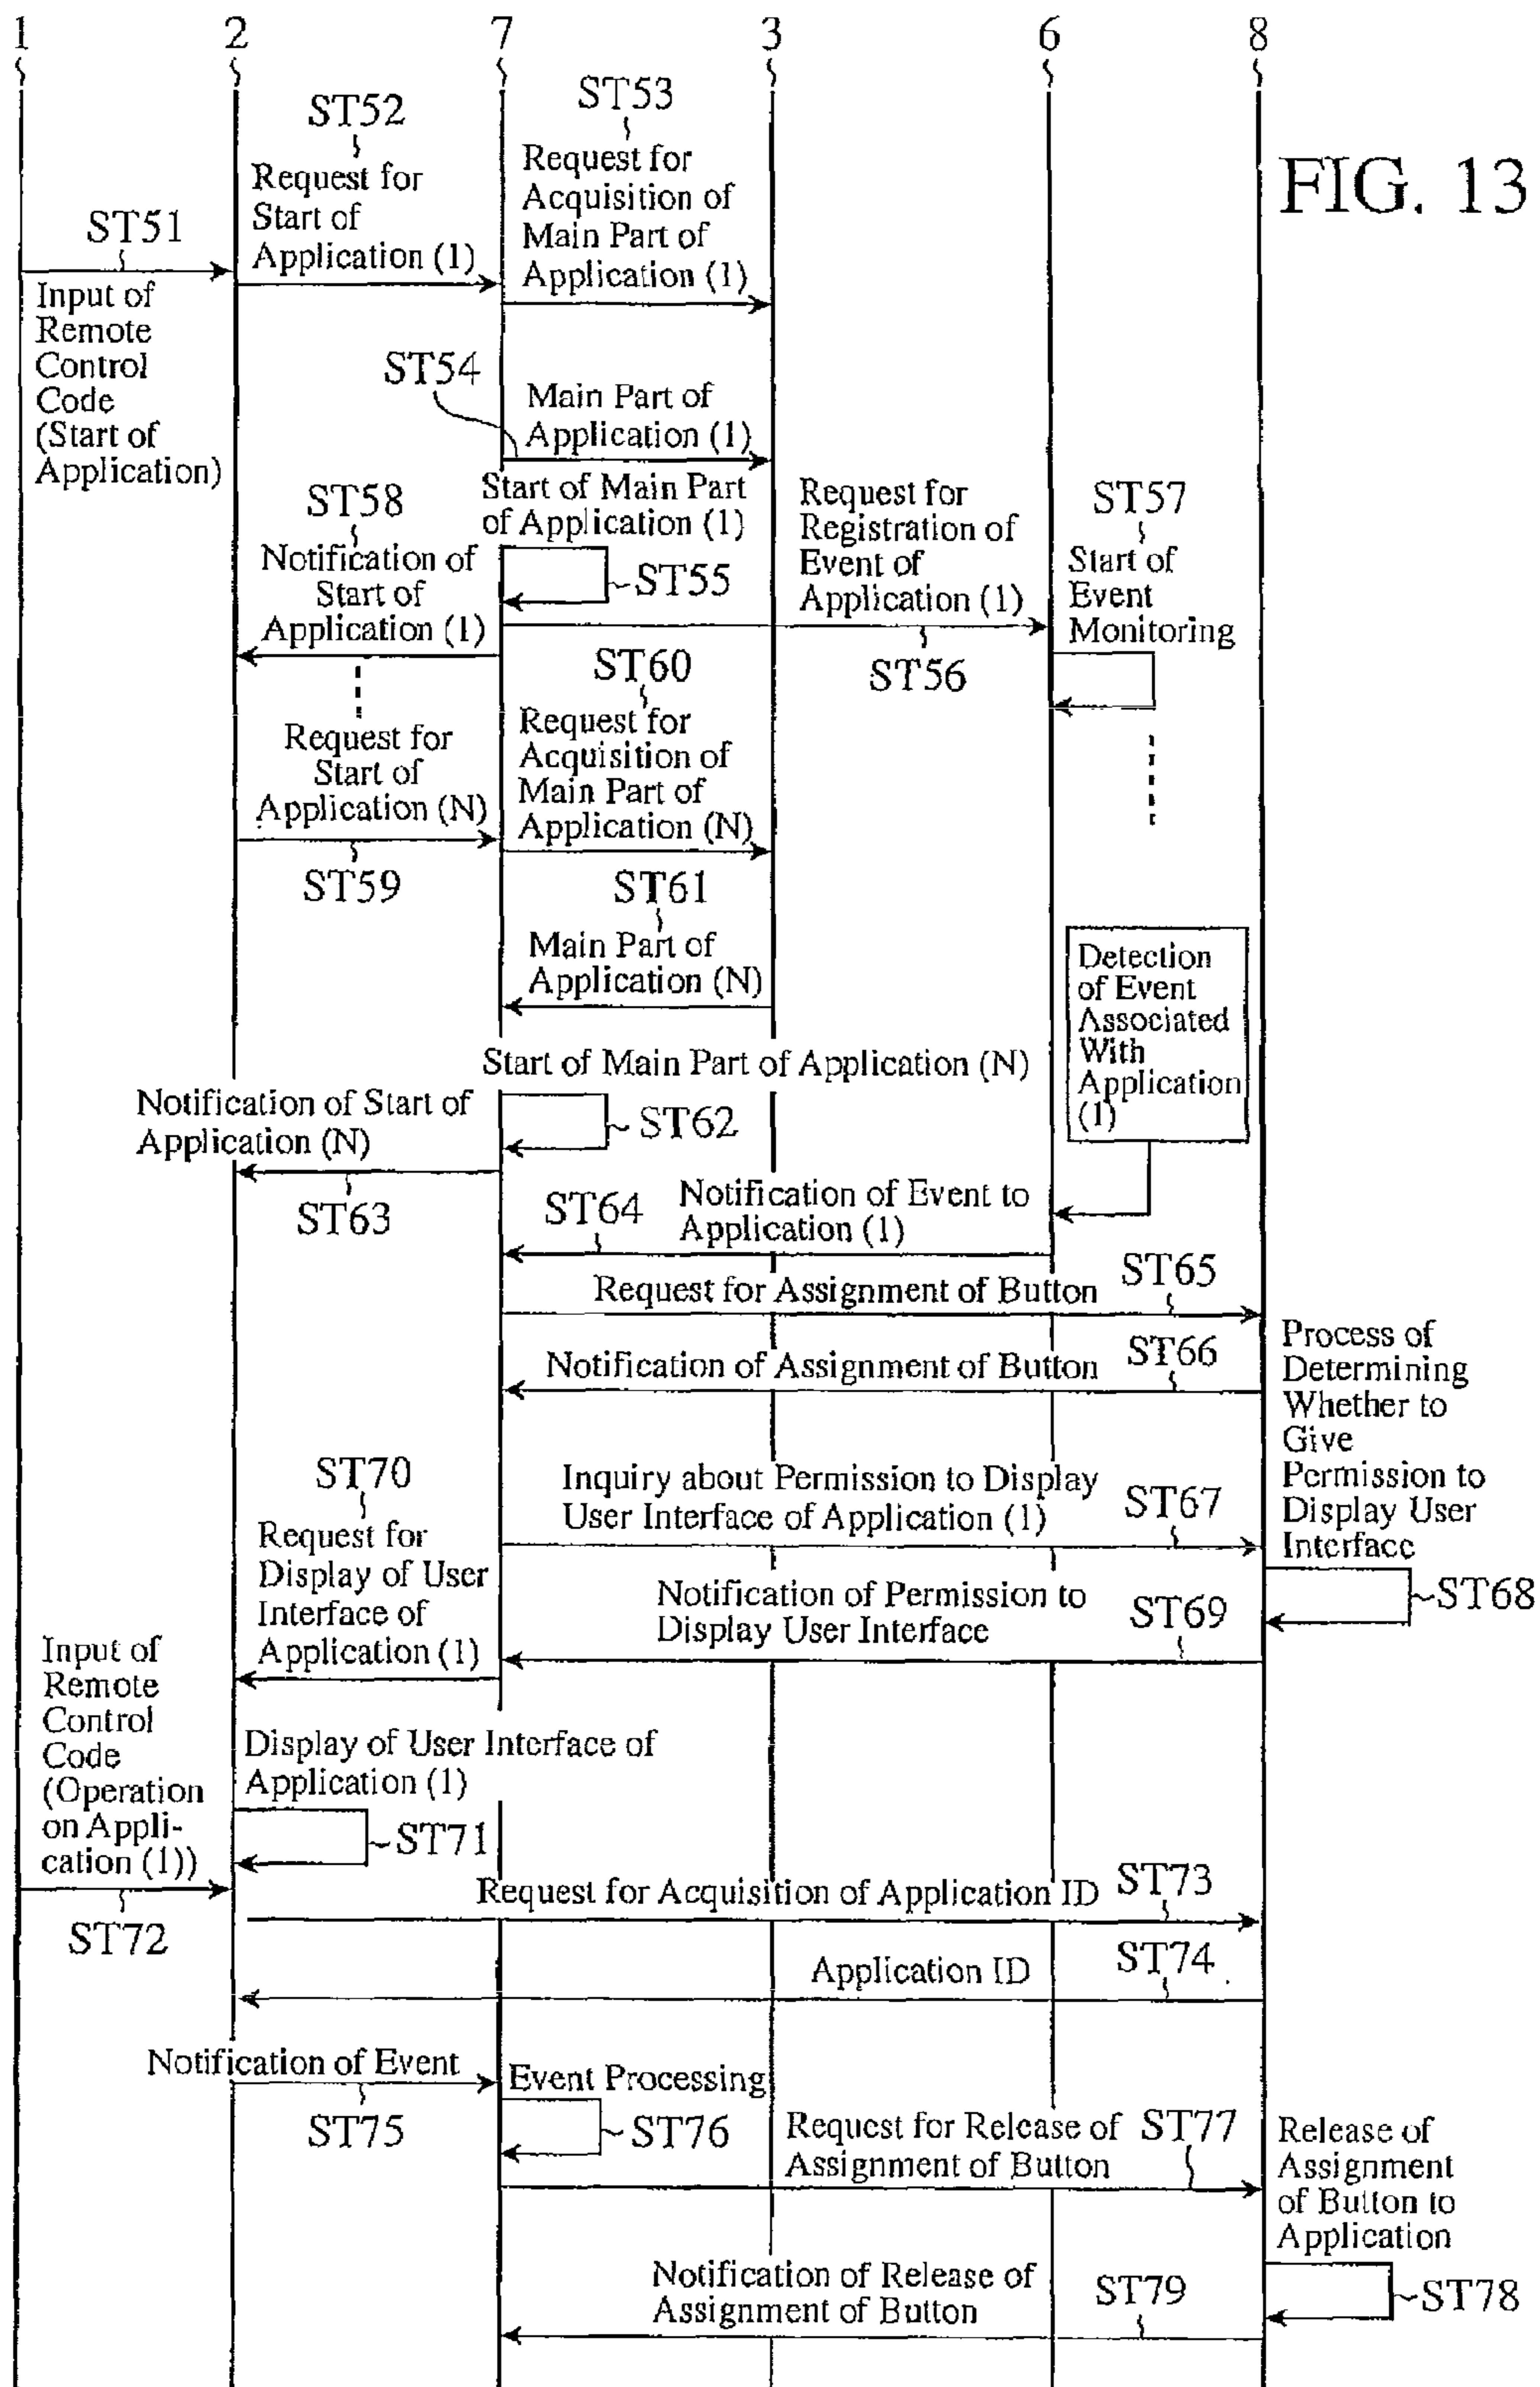 1
2
7
3
6
8
FIG. 13
ST51
Input of
Remote
Control
Code
(Start of
Application)
ST52
Request for
Start of
Application (1)
ST53
Request for
Acquisition of
Main Part of
Application (1)
ST54
Main Part of
Application (1)
Start of Main Part
of Application (1)
ST55
Request for
Registration of
Event of
Application (1)
ST56
ST57
Start of
Event
Monitoring
ST58
Notification of
Start of
Application (1)
Request for
Start of
Application (N)
ST59
ST60
Request for
Acquisition of
Main Part of
Application (N)
ST61
Main Part of
Application (N)
Start of Main Part of Application (N)
ST62
Notification of Start of
Application (N)
ST63
Detection
of Event
Associated
With
Application
(1)
ST64
Notification of Event to
Application (1)
Request for Assignment of Button
ST65
Notification of Assignment of Button
ST66
Inquiry about Permission to Display
User Interface of Application (1)
ST67
Process of
Determining
Whether to
Give
Permission to
Display User
Interface
ST68
Notification of Permission to
Display User Interface
ST69
ST70
Request for
Display of User
Interface of
Application (1)
Display of User Interface of
Application (1)
ST71
Input of
Remote
Control
Code
(Operation
on Appli-
cation (1))
ST72
Request for Acquisition of Application ID
ST73
Application ID
ST74
Notification of Event
ST75
Event Processing
ST76
Request for Release of
Assignment of Button
ST77
Release of
Assignment
of Button to
Application
ST78
Notification of Release of
Assignment of Button
ST79